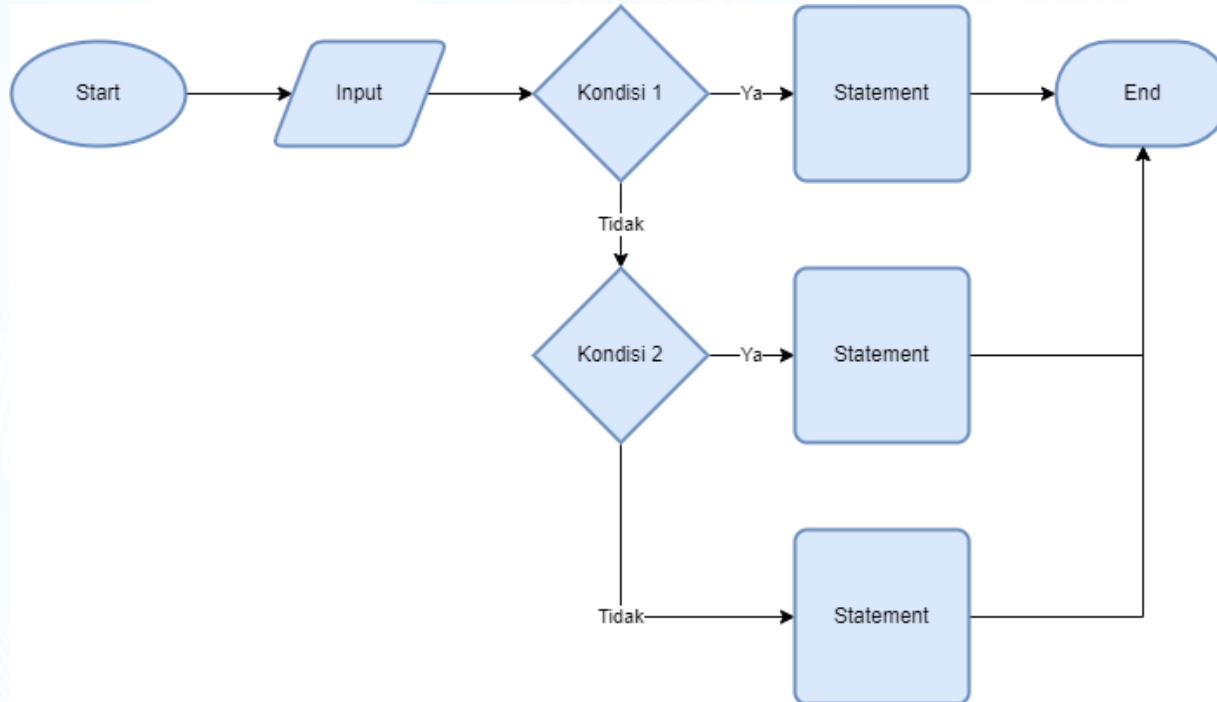 Start
Input
Kondisi 1
Ya
Statement
End
Tidak
Kondisi 2
Ya
Statement
Tidak
Statement